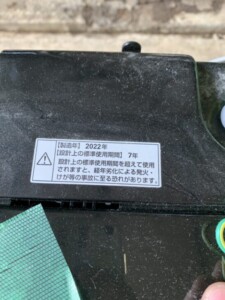 【製造年】 2022年
【設計上の標準使用期間】 7年
設計上の標準使用期間を超えて使用
されますと、経年劣化による発火・
けが等の事故に至る恐れがあります。